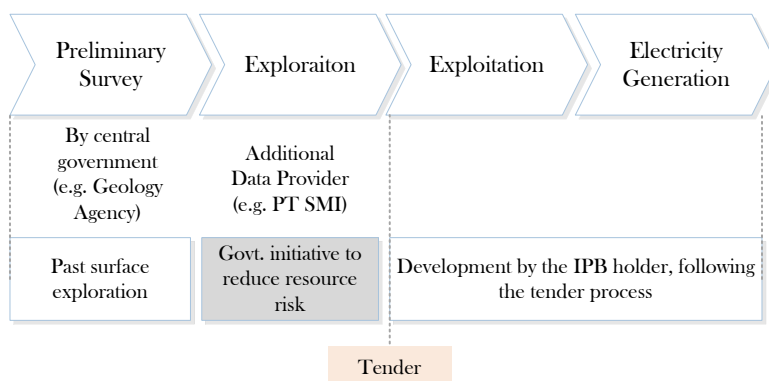 Preliminary
Survey
Exploraiton
Exploitation
Electricity
Generation
By central
government
(e.g. Geology
Agency)
Additional
Data Provider
(e.g. PT SMI)
Past surface
exploration
Govt. initiative to
reduce resource
risk
Development by the IPB holder, following
the tender process
Tender